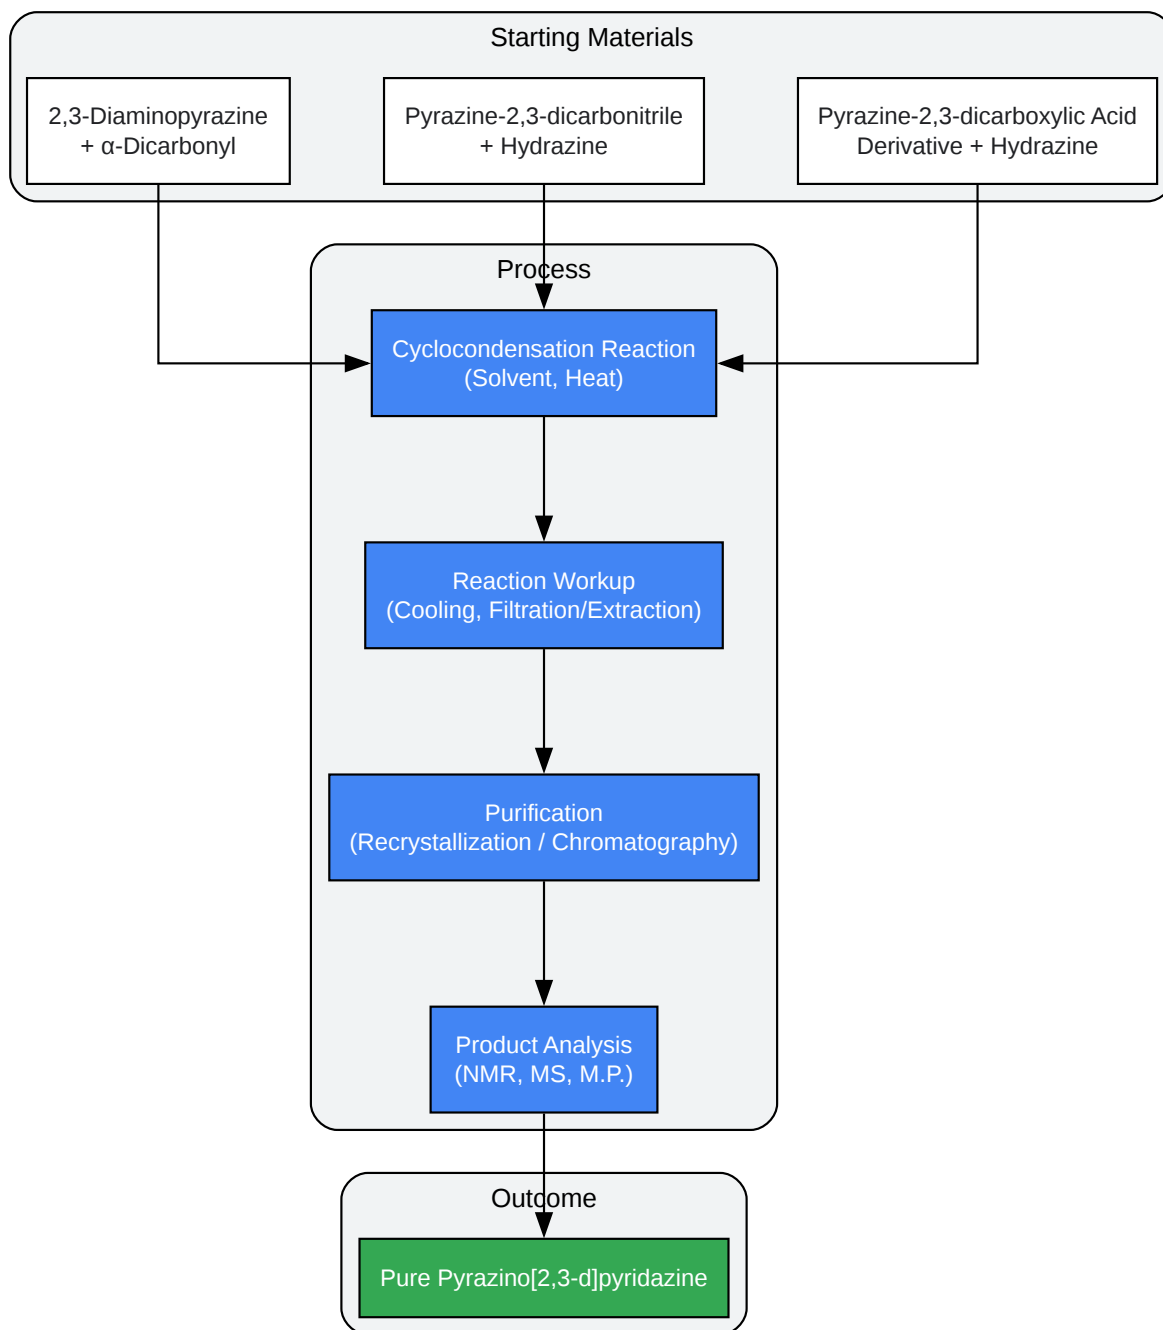 Starting Materials
2,3-Diaminopyrazine
+ α-Dicarbonyl
Pyrazine-2,3-dicarbonitrile
+ Hydrazine
Pyrazine-2,3-dicarboxylic Acid
Derivative + Hydrazine
Process
Cyclocondensation Reaction
(Solvent, Heat)
Reaction Workup
(Cooling, Filtration/Extraction)
Purification
(Recrystallization / Chromatography)
Product Analysis
(NMR, MS, M.P.)
Outcome
Pure Pyrazino[2,3-d]pyridazine